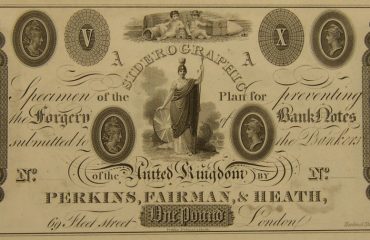 V X
A A
SIDEROGRAPHIC
Specimen of the Plan for preventing
the Forgery of Bank Notes
submitted to the Bankers
No. of the United Kingdom BY No.
PERKINS, FAIRMAN, & HEATH,
69 Fleet street One Pound London